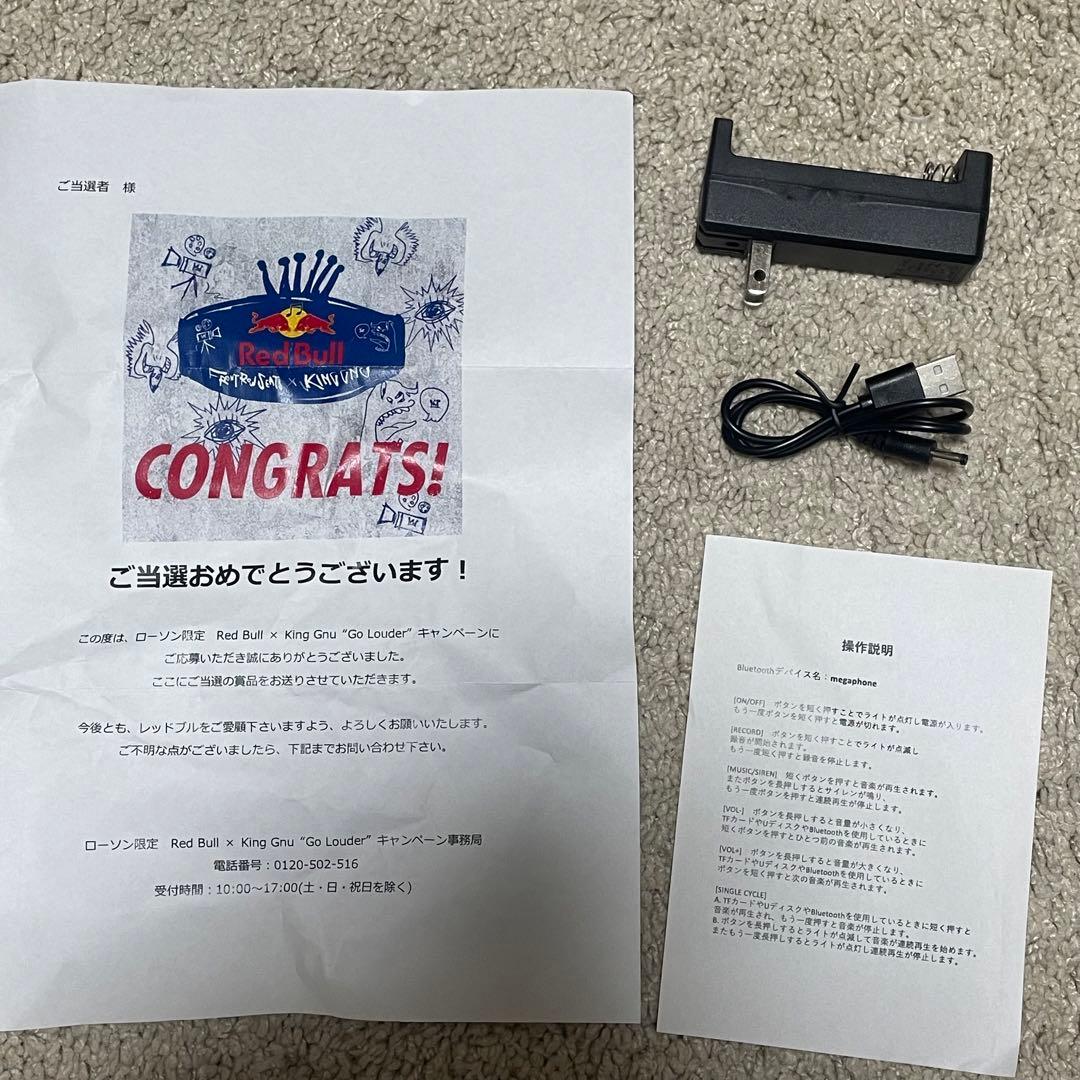 ご当選者　様
Red Bull
FRONT ROW SEAT × KING GNU
CONGRATS!
ご当選おめでとうございます！
この度は、ローソン限定　Red Bull × King Gnu “Go Louder” キャンペーンに
ご応募いただき誠にありがとうございました。
ここにご当選の賞品をお送りさせていただきます。
今後とも、レッドブルをご愛顧下さいますよう、よろしくお願いいたします。
ご不明な点がございましたら、下記までお問い合わせ下さい。
ローソン限定　Red Bull × King Gnu “Go Louder” キャンペーン事務局
電話番号：0120-502-516
受付時間：10:00～17:00(土・日・祝日を除く)
操作説明
Bluetoothデバイス名：megaphone
[ON/OFF]　ボタンを短く押すことでライトが点灯し電源が入ります。
もう一度ボタンを短く押すと電源が切れます。
[RECORD]　ボタンを短く押すことでライトが点滅し
録音が開始されます。
もう一度短く押すと録音を停止します。
[MUSIC/SIREN]　短くボタンを押すと音楽が再生されます。
またボタンを長押しするとサイレンが鳴り、
もう一度ボタンを押すと連続再生が停止します。
[VOL-]　ボタンを長押しすると音量が小さくなり、
TFカードやUディスクやBluetoothを使用しているときに
短くボタンを押すとひとつ前の音楽が再生されます。
[VOL+]　ボタンを長押しすると音量が大きくなり、
TFカードやUディスクやBluetoothを使用しているときに
ボタンを短く押すと次の音楽が再生されます。
[SINGLE CYCLE]
A. TFカードやUディスクやBluetoothを使用しているときに短く押すと
音楽が再生され、もう一度押すと音楽が停止します。
B. ボタンを長押しするとライトが点滅して音楽が連続再生を始めます。
またもう一度長押しするとライトが点灯し連続再生が停止します。